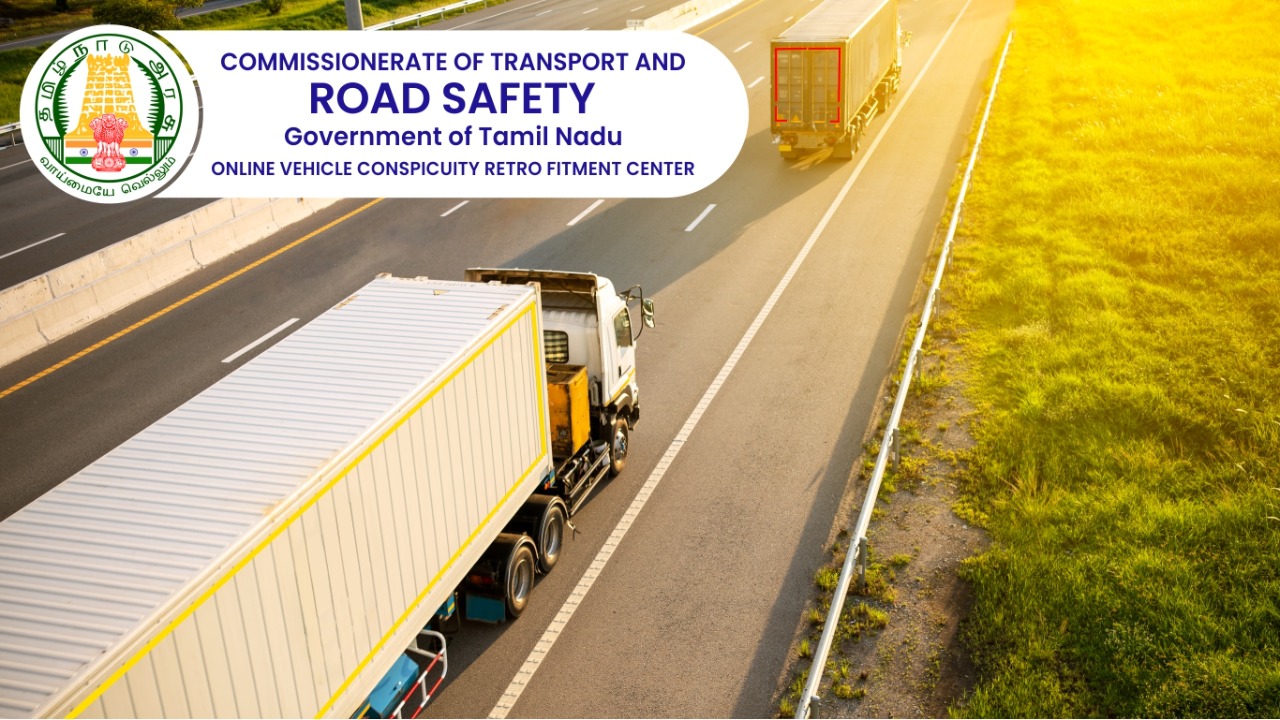 தமிழ் நாடு அரசு
COMMISSIONERATE OF TRANSPORT AND
ROAD SAFETY
Government of Tamil Nadu
ONLINE VEHICLE CONSPICUITY RETRO FITMENT CENTER
வாய்மையே வெல்லும்